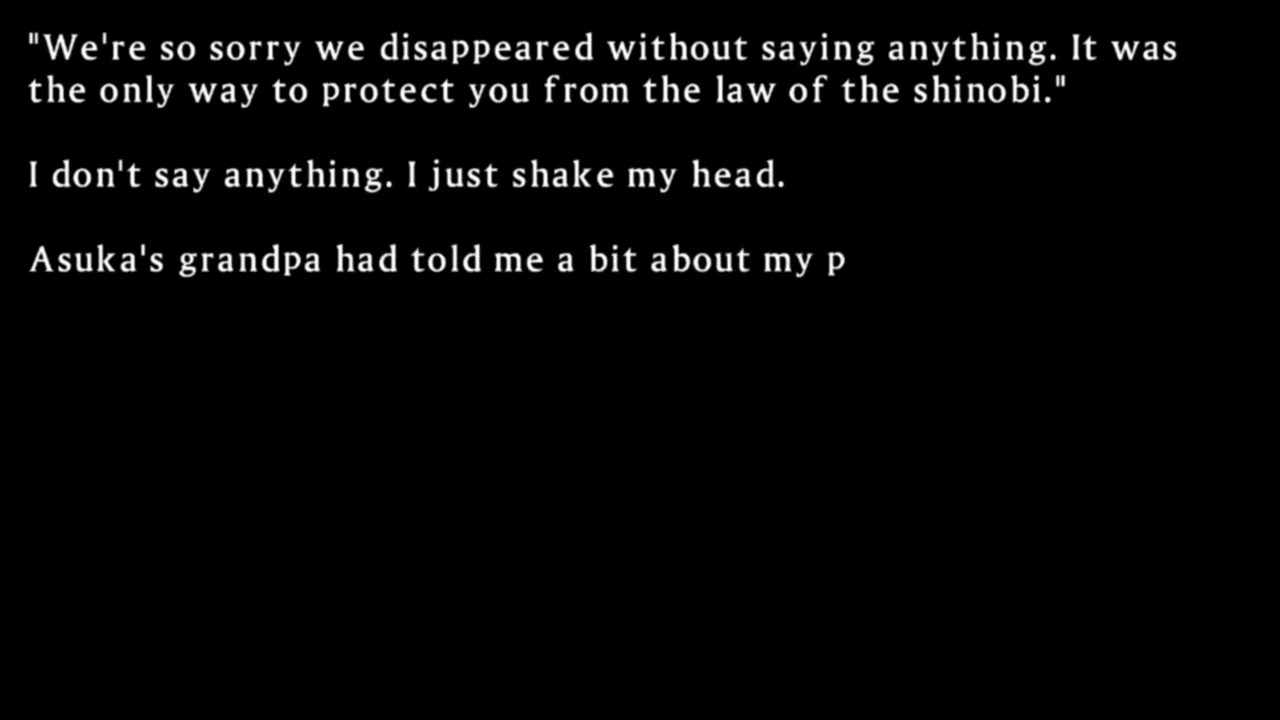 "We're so sorry we disappeared without saying anything. It was
the only way to protect you from the law of the shinobi."
I don't say anything. I just shake my head.
Asuka's grandpa had told me a bit about my p